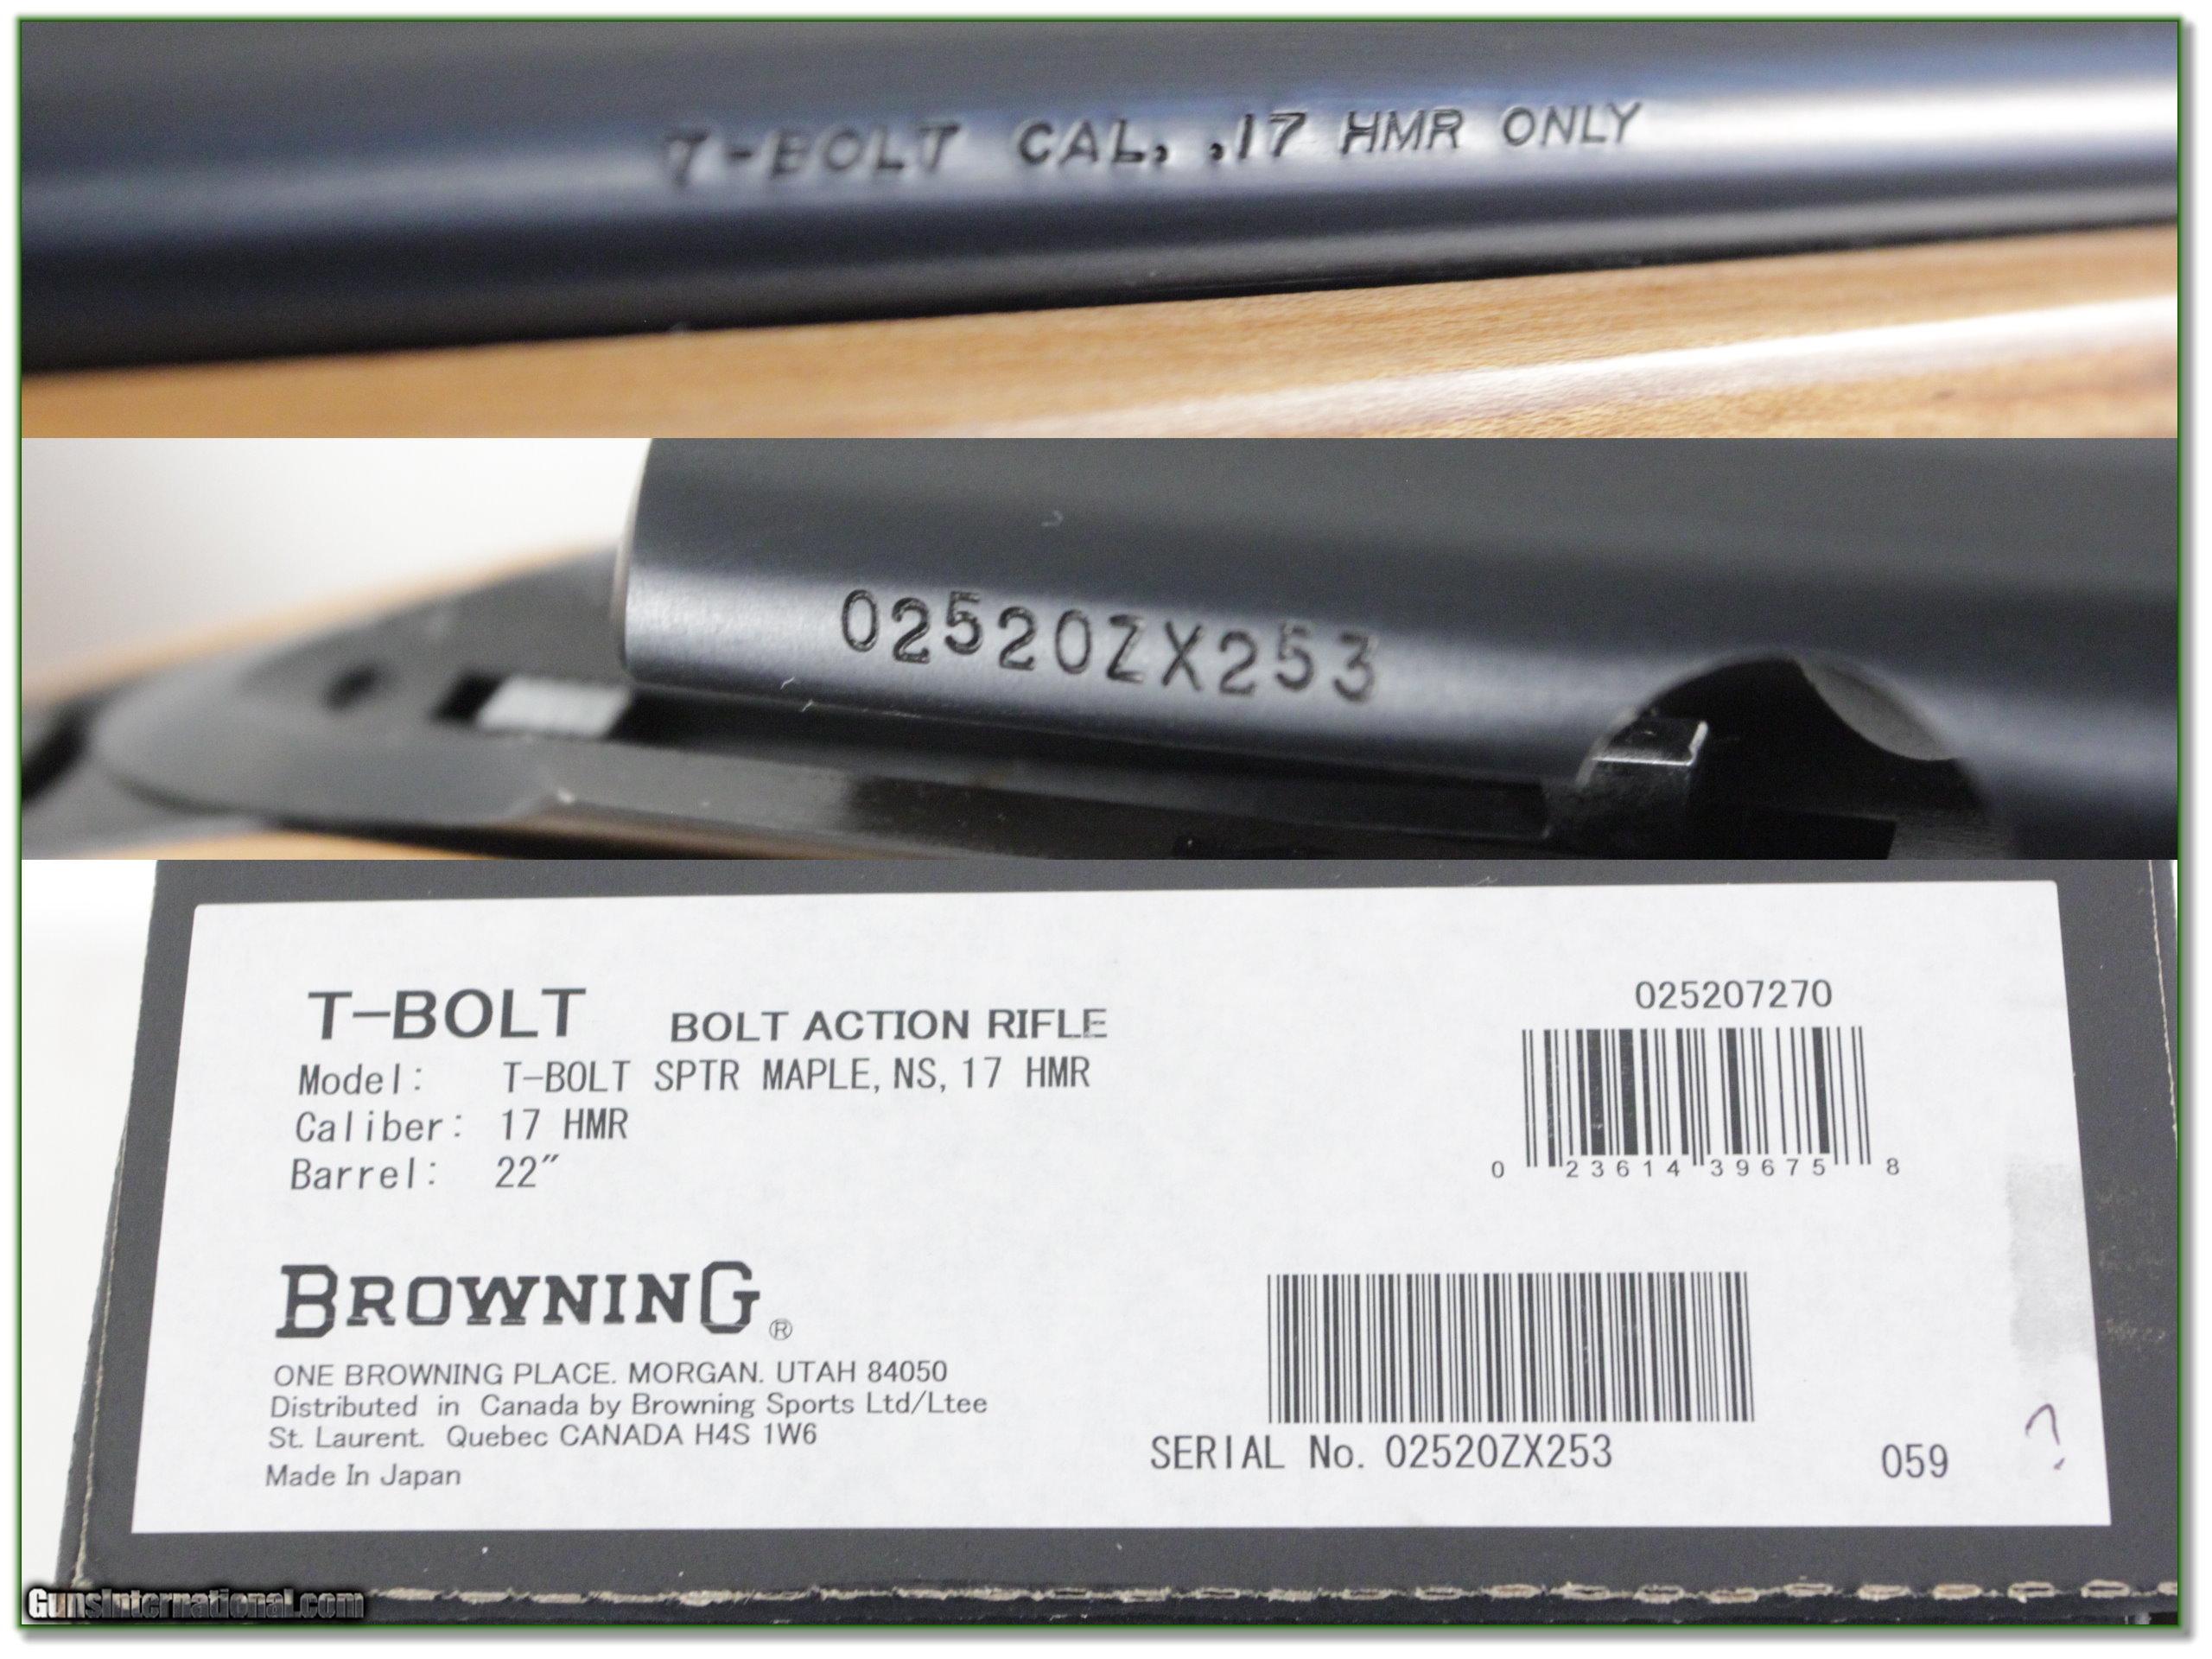 T-BOLT CAL. .17 HMR ONLY
02520ZX253
T-BOLT BOLT ACTION RIFLE
025207270
Model: T-BOLT SPTR MAPLE, NS, 17 HMR
Caliber: 17 HMR
Barrel: 22"
0 23614 39675 8
BROWNING®
ONE BROWNING PLACE. MORGAN. UTAH 84050
Distributed in Canada by Browning Sports Ltd/Ltee
St. Laurent. Quebec CANADA H4S 1W6
Made In Japan
SERIAL No. 02520ZX253
059
?
GunsInternational.com